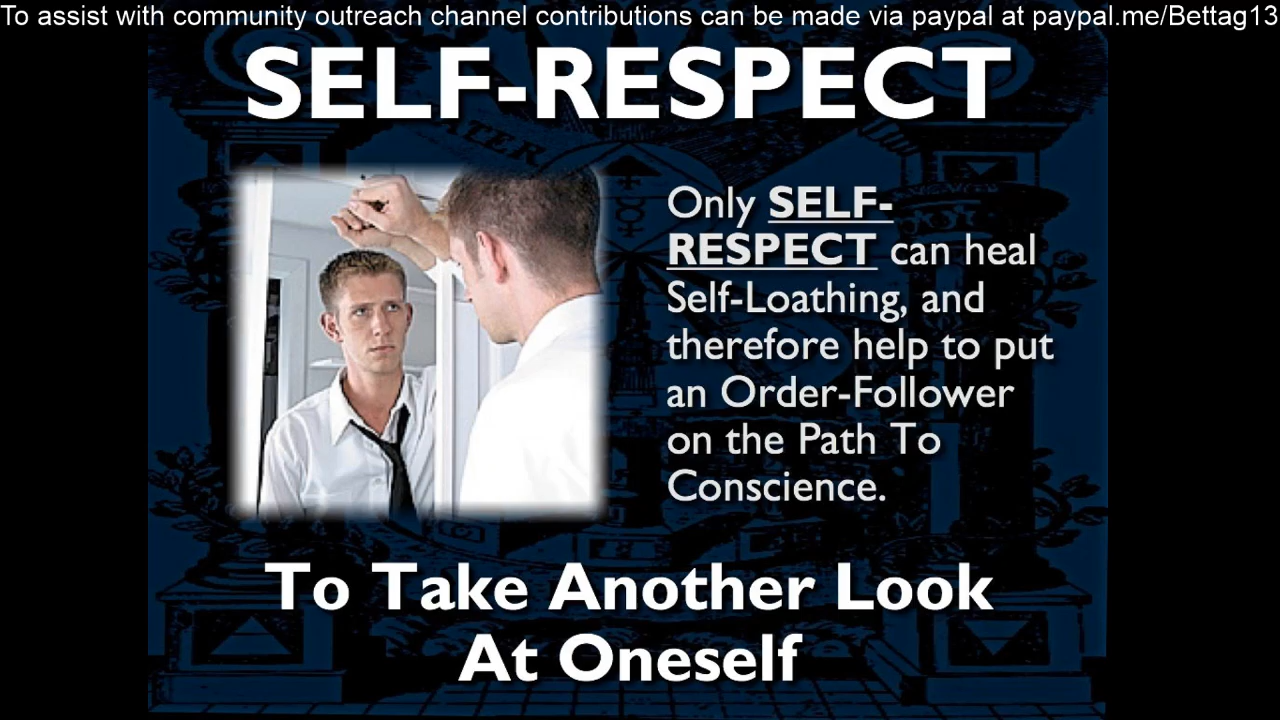 To assist with community outreach channel contributions can be made via paypal at paypal.me/Bettag13
SELF-RESPECT
Only SELF-
RESPECT can heal
Self-Loathing, and
therefore help to put
an Order-Follower
on the Path To
Conscience.
To Take Another Look
At Oneself